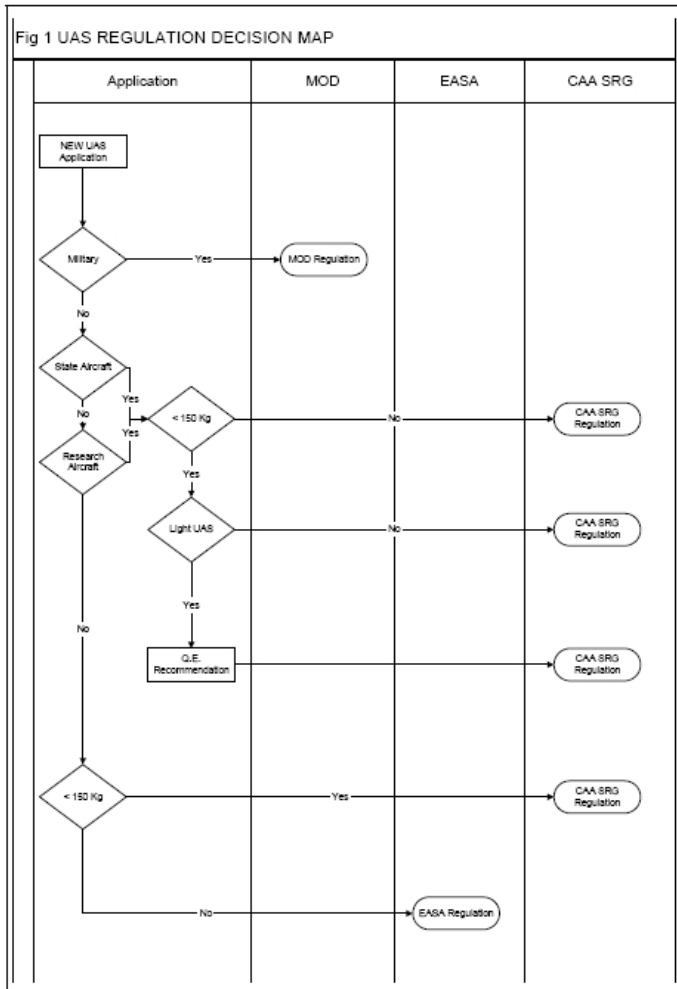 Fig 1 UAS REGULATION DECISION MAP
Application
MOD
EASA
CAA SRG
NEW UAS
Application
Military
Yes
MOD Regulation
No
State Aircraft
Yes
No
Yes
< 150 Kg
No
CAA SRG
Regulation
Research
Aircraft
Yes
Light UAS
No
CAA SRG
Regulation
Yes
No
Q.E.
Recommendation
CAA SRG
Regulation
< 150 Kg
Yes
CAA SRG
Regulation
No
EASA Regulation